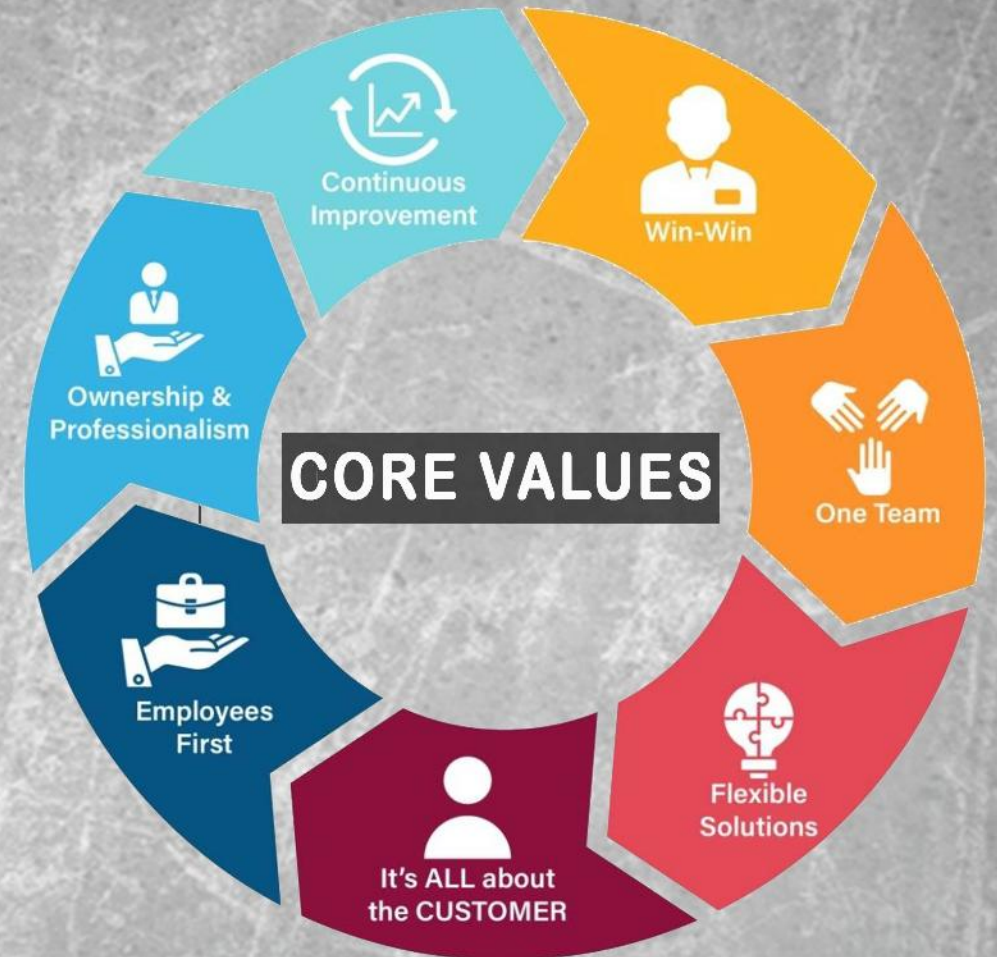 Continuous
Improvement
Win-Win
Ownership &
Professionalism
CORE VALUES
One Team
Employees
First
Flexible
Solutions
It's ALL about
the CUSTOMER